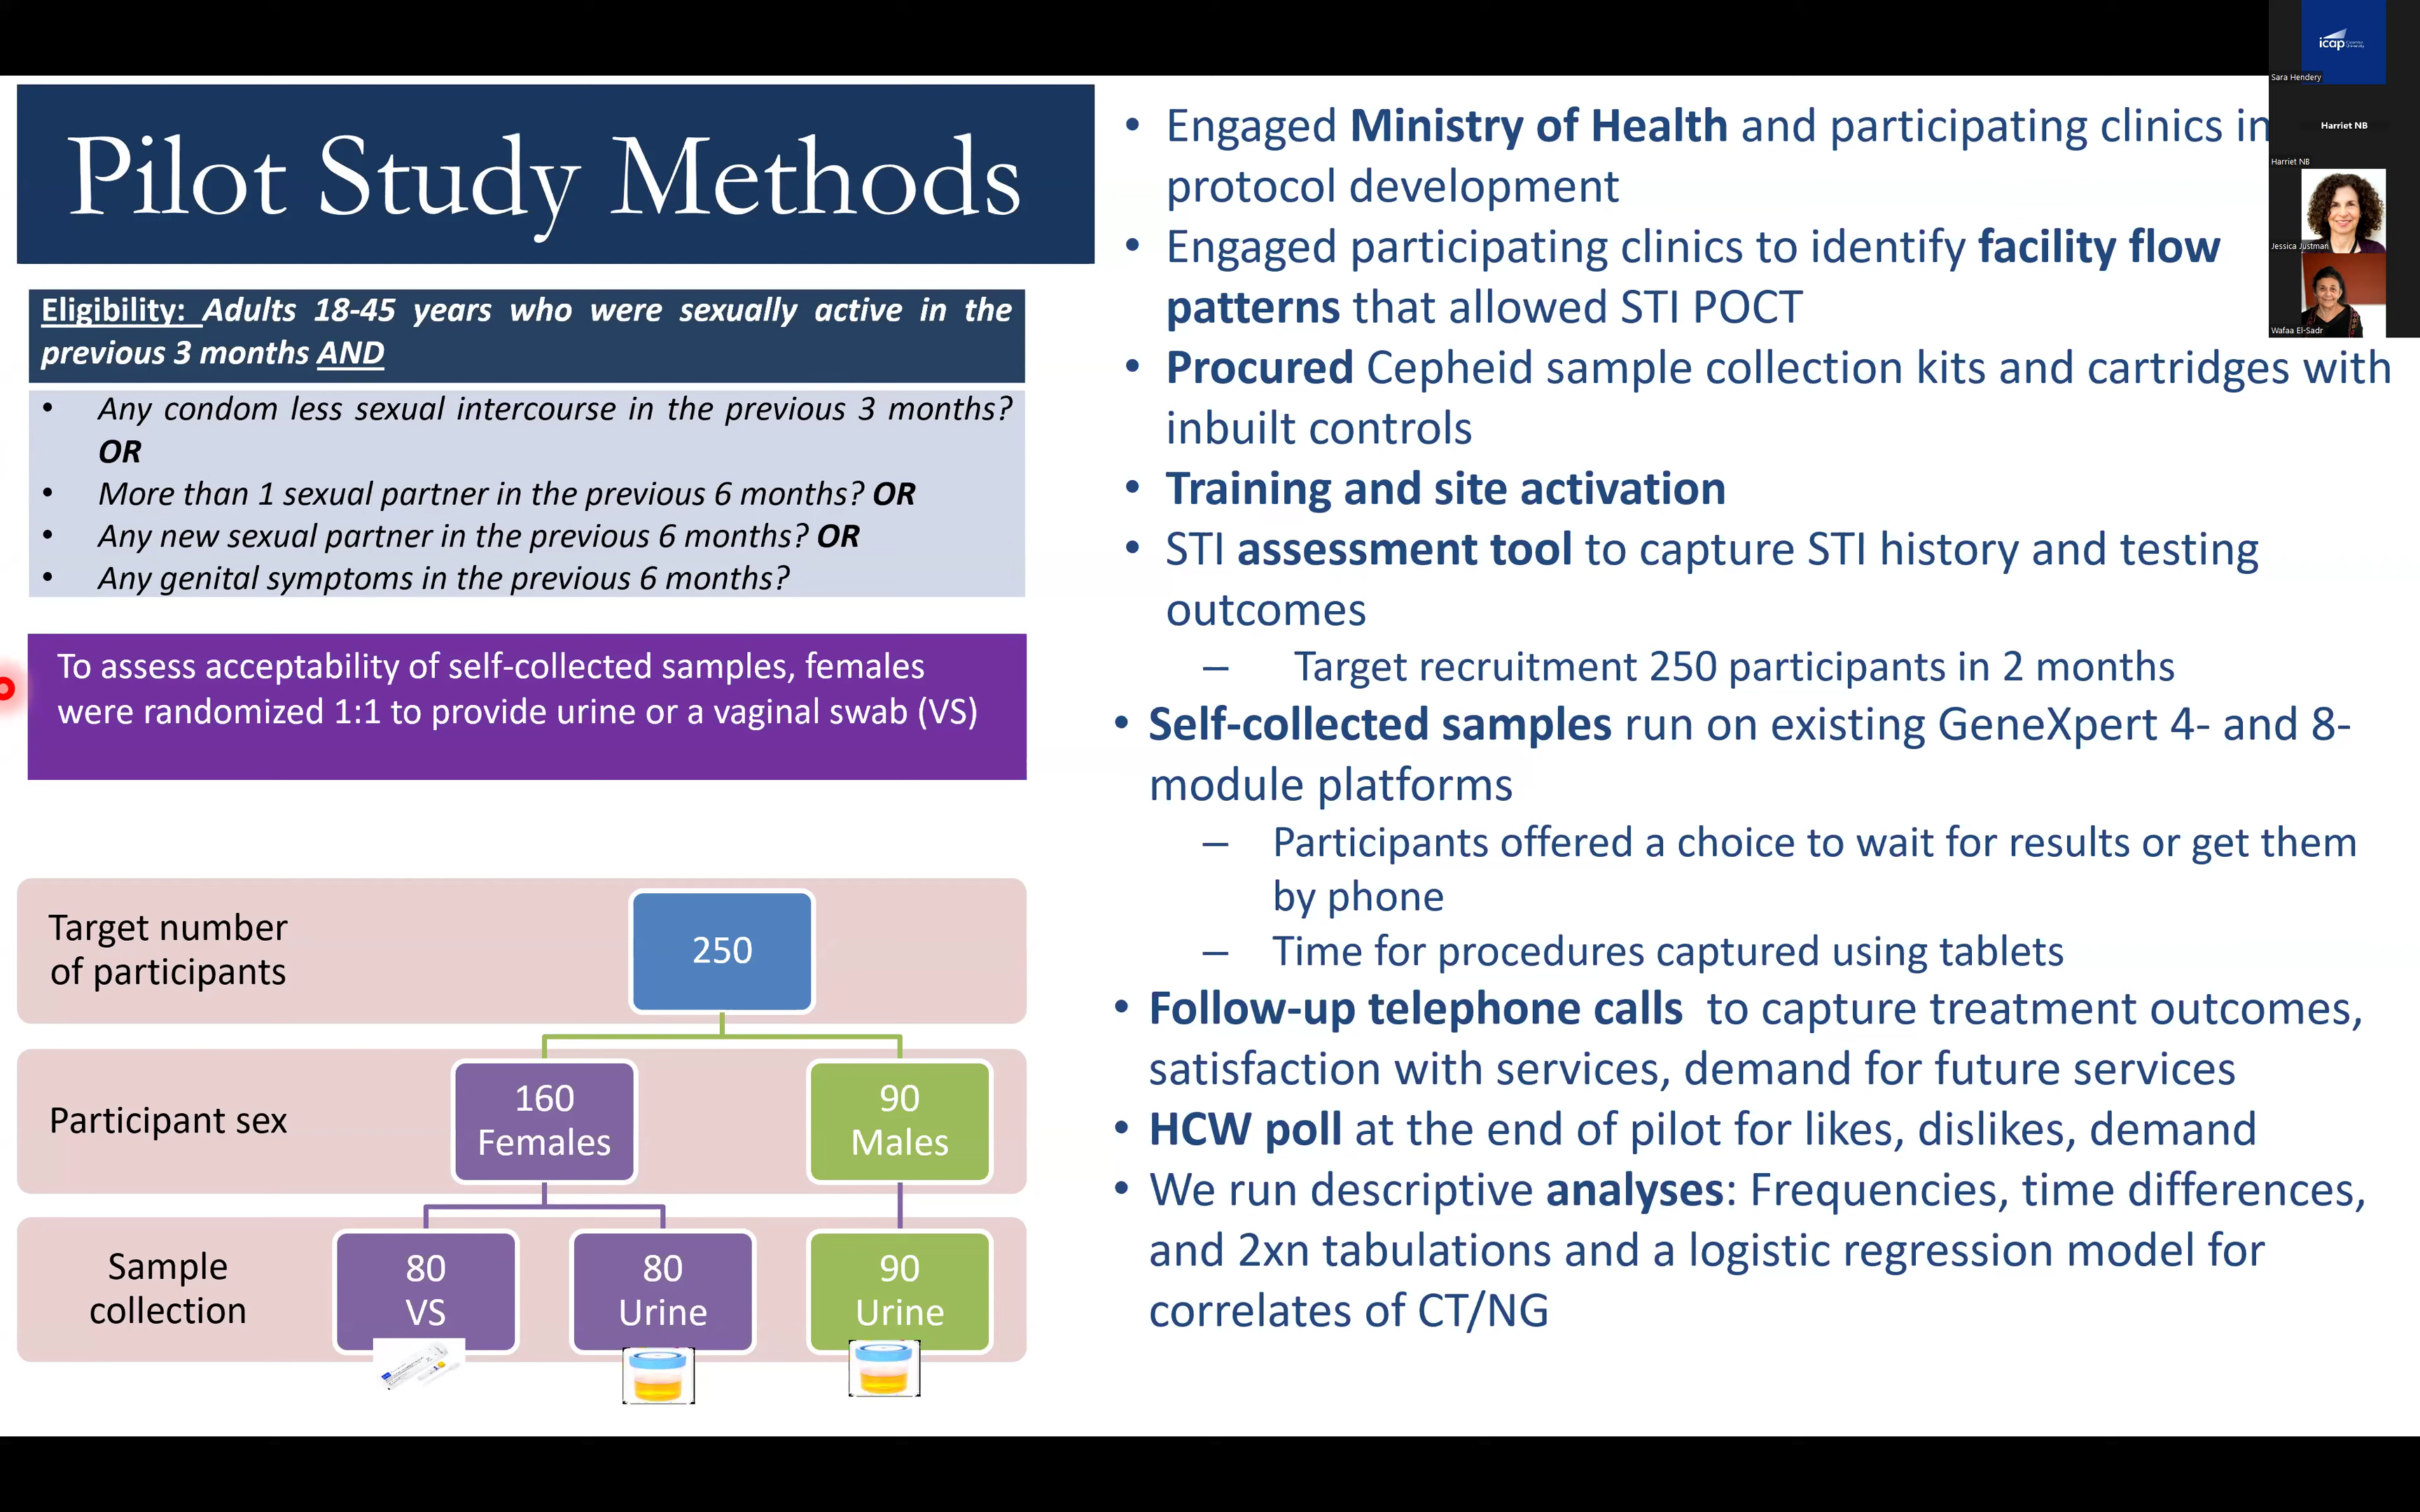 Pilot Study Methods
Eligibility: Adults 18-45 years who were sexually active in the
previous 3 months AND
• Any condom less sexual intercourse in the previous 3 months?
OR
• More than 1 sexual partner in the previous 6 months? OR
• Any new sexual partner in the previous 6 months? OR
• Any genital symptoms in the previous 6 months?
To assess acceptability of self-collected samples, females
were randomized 1:1 to provide urine or a vaginal swab (VS)
Target number
of participants
250
Participant sex
160
Females
90
Males
Sample
collection
80
VS
80
Urine
90
Urine
• Engaged Ministry of Health and participating clinics in
protocol development
• Engaged participating clinics to identify facility flow
patterns that allowed STI POCT
• Procured Cepheid sample collection kits and cartridges with
inbuilt controls
• Training and site activation
• STI assessment tool to capture STI history and testing
outcomes
– Target recruitment 250 participants in 2 months
• Self-collected samples run on existing GeneXpert 4- and 8-
module platforms
– Participants offered a choice to wait for results or get them
by phone
– Time for procedures captured using tablets
• Follow-up telephone calls to capture treatment outcomes,
satisfaction with services, demand for future services
• HCW poll at the end of pilot for likes, dislikes, demand
• We run descriptive analyses: Frequencies, time differences,
and 2xn tabulations and a logistic regression model for
correlates of CT/NG
icap
Sara Hendery
Harriet NB
Harriet NB
Jessica Justman
Wafaa El-Sadr